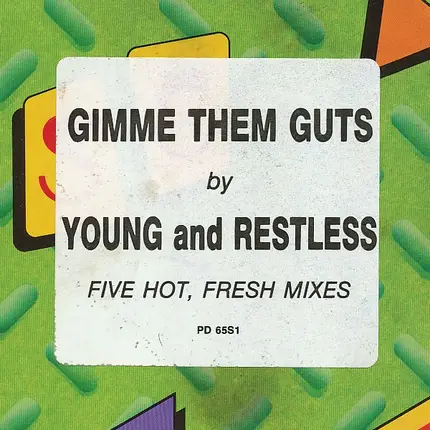 GIMME THEM GUTS
by
YOUNG and RESTLESS
FIVE HOT, FRESH MIXES
PD 65S1